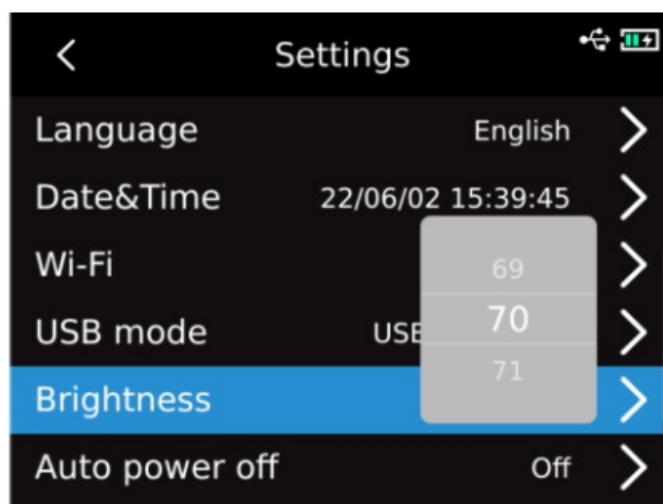 Settings
Language English
Date&Time 22/06/02 15:39:45
Wi-Fi
69
USB mode
70
71
Brightness
Auto power off Off